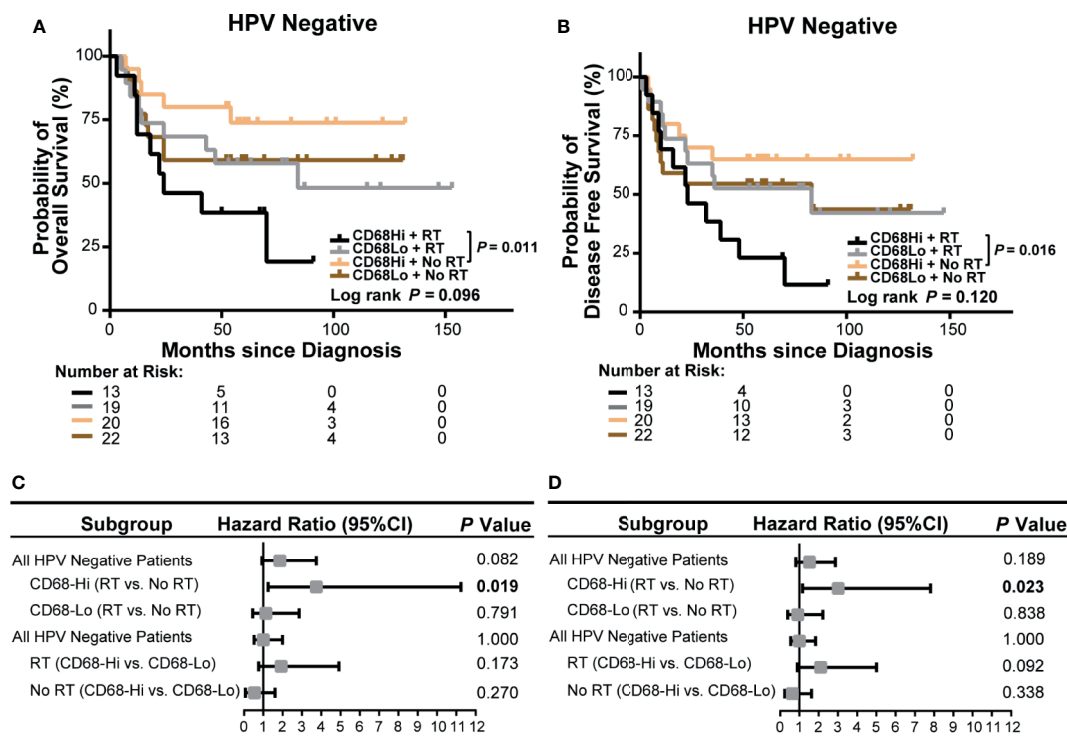 A
HPV Negative
100
75
50
25
0
Probability of
Overall Survival (%)
CD68Hi + RT
CD68Lo + RT
CD68Hi + No RT
CD68Lo + No RT
P = 0.011
Log rank P = 0.096
0 50 100 150
Months since Diagnosis
Number at Risk:
13 5 0 0
19 11 4 0
20 16 3 0
22 13 4 0
B
HPV Negative
100
75
50
25
0
Probability of
Disease Free Survival (%)
CD68Hi + RT
CD68Lo + RT
CD68Hi + No RT
CD68Lo + No RT
P = 0.016
Log rank P = 0.120
0 50 100 150
Months since Diagnosis
Number at Risk:
13 4 0 0
19 10 3 0
20 13 2 0
22 12 3 0
C
Subgroup Hazard Ratio (95%CI) P Value
All HPV Negative Patients 0.082
CD68-Hi (RT vs. No RT) 0.019
CD68-Lo (RT vs. No RT) 0.791
All HPV Negative Patients 1.000
RT (CD68-Hi vs. CD68-Lo) 0.173
No RT (CD68-Hi vs. CD68-Lo) 0.270
0 1 2 3 4 5 6 7 8 9 10 11 12
D
Subgroup Hazard Ratio (95%CI) P Value
All HPV Negative Patients 0.189
CD68-Hi (RT vs. No RT) 0.023
CD68-Lo (RT vs. No RT) 0.838
All HPV Negative Patients 1.000
RT (CD68-Hi vs. CD68-Lo) 0.092
No RT (CD68-Hi vs. CD68-Lo) 0.338
0 1 2 3 4 5 6 7 8 9 10 11 12